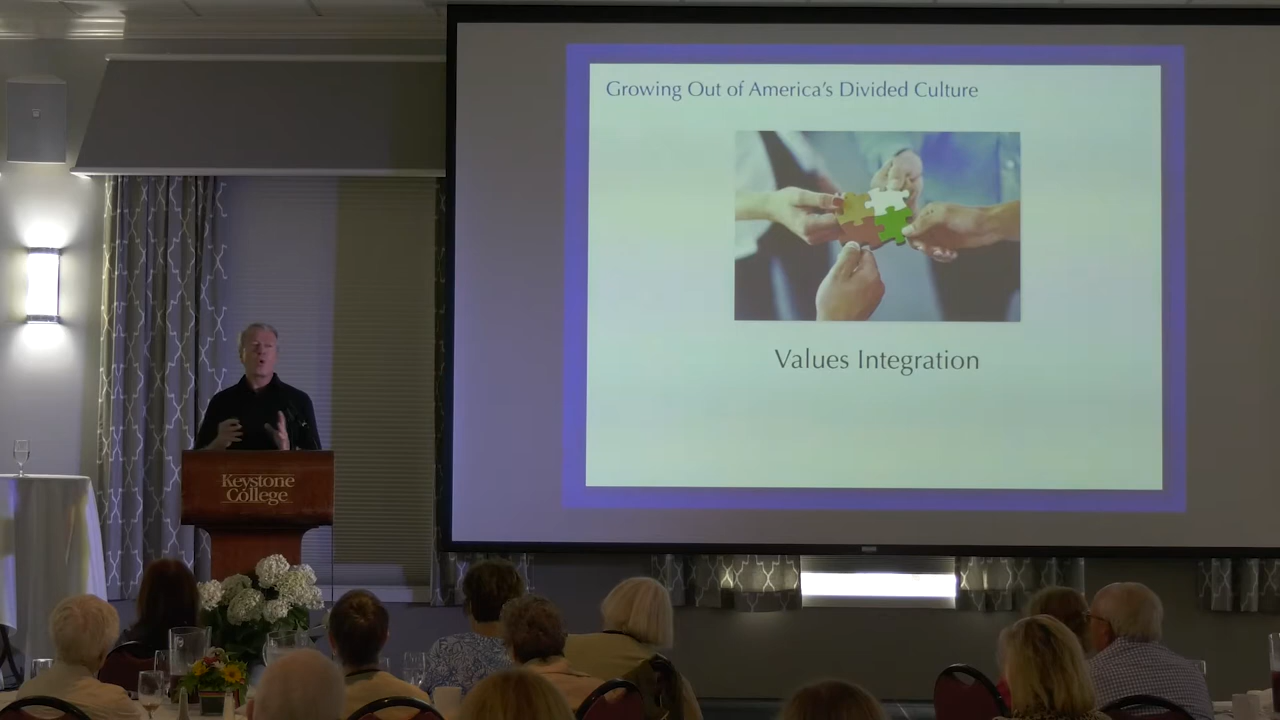 Growing Out of America's Divided Culture
Values Integration
Keystone
College